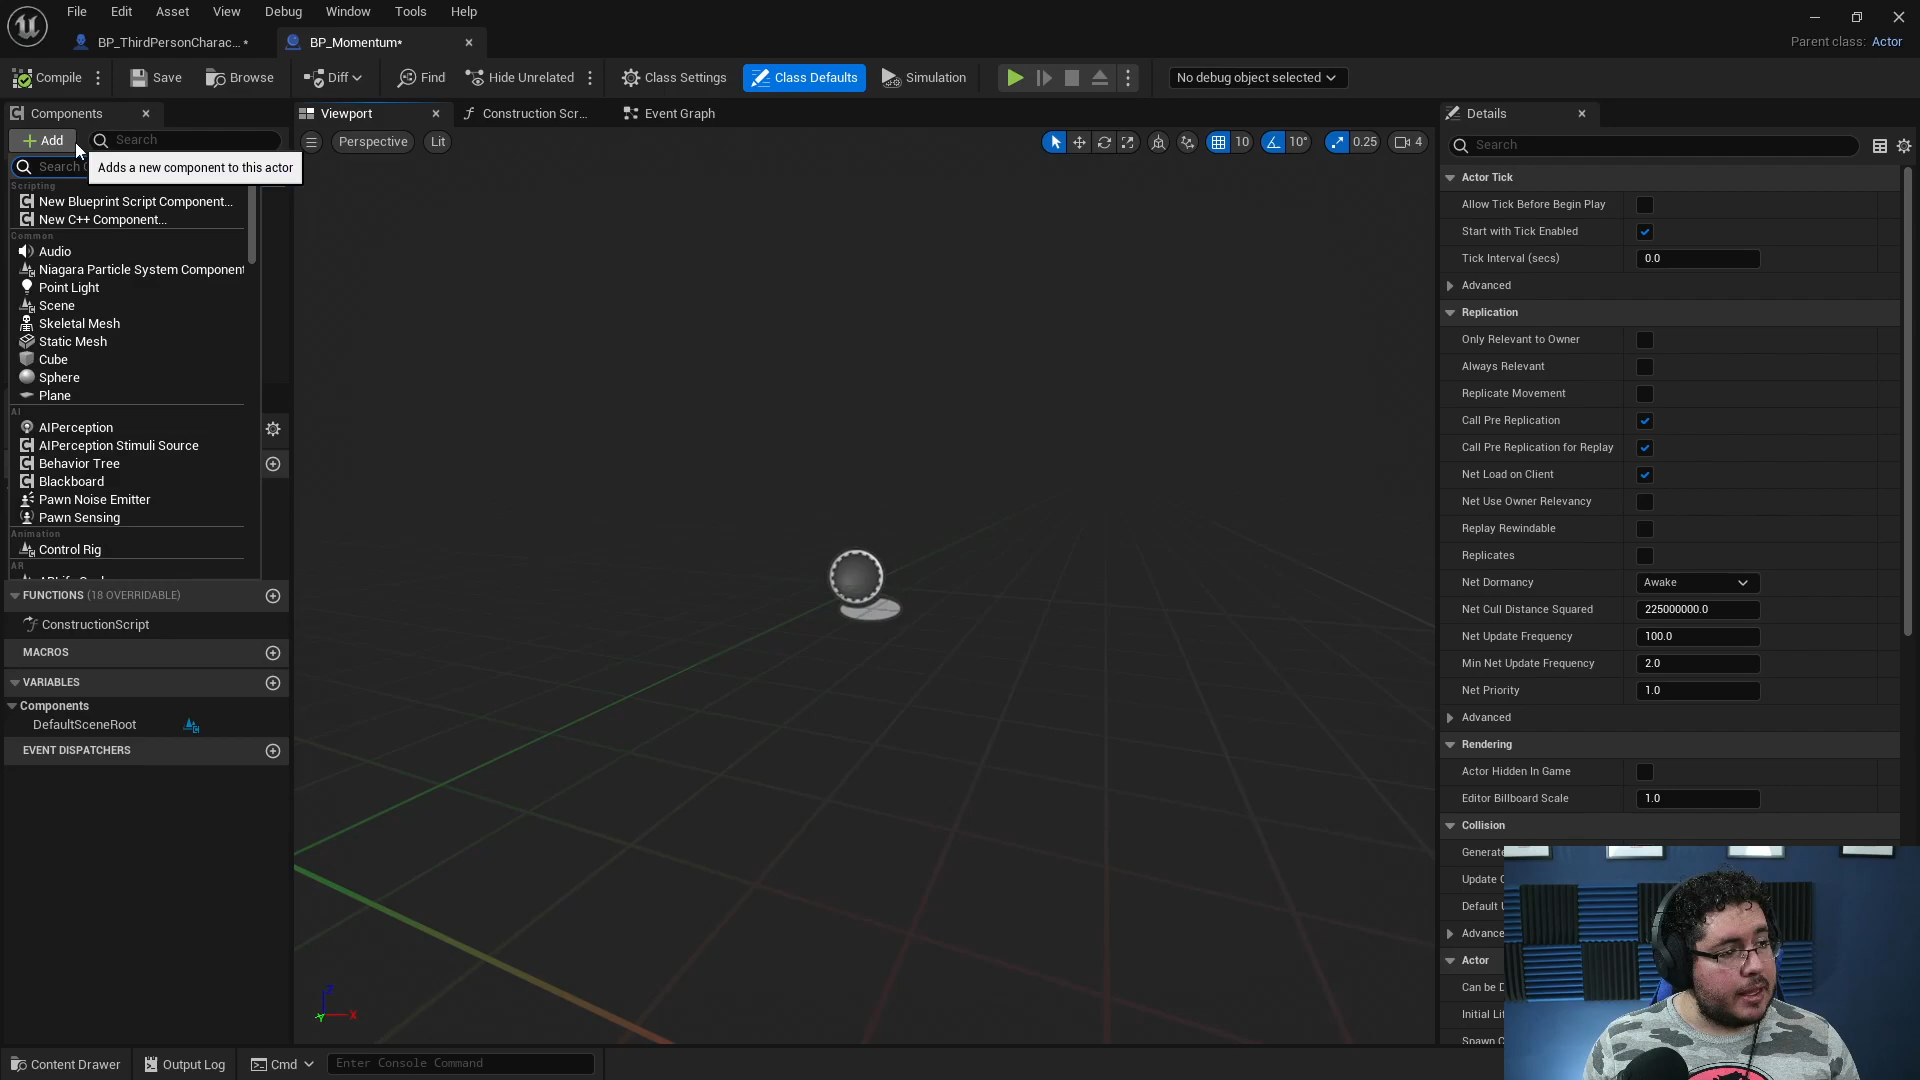 File Edit Asset View Debug Window Tools Help
BP_ThirdPersonCharac... • BP_Momentum*
Parent class: Actor
Compile Save Browse Diff Find Hide Unrelated Class Settings Class Defaults Simulation No debug object selected
Components Viewport Construction Scr... Event Graph Details
Add Search Perspective Lit 10 10° 0.25 4 Search
Search Adds a new component to this actor
Scripting
New Blueprint Script Component...
New C++ Component...
Common
Audio
Niagara Particle System Component
Point Light
Scene
Skeletal Mesh
Static Mesh
Cube
Sphere
Plane
AI
AIPerception
AIPerception Stimuli Source
Behavior Tree
Blackboard
Pawn Noise Emitter
Pawn Sensing
Animation
Control Rig
AR
FUNCTIONS (18 OVERRIDABLE)
ConstructionScript
MACROS
VARIABLES
Components
DefaultSceneRoot
EVENT DISPATCHERS
Z
Y X
Actor Tick
Allow Tick Before Begin Play
Start with Tick Enabled
Tick Interval (secs) 0.0
Advanced
Replication
Only Relevant to Owner
Always Relevant
Replicate Movement
Call Pre Replication
Call Pre Replication for Replay
Net Load on Client
Net Use Owner Relevancy
Replay Rewindable
Replicates
Net Dormancy Awake
Net Cull Distance Squared 225000000.0
Net Update Frequency 100.0
Min Net Update Frequency 2.0
Net Priority 1.0
Advanced
Rendering
Actor Hidden In Game
Editor Billboard Scale 1.0
Collision
Generate
Update
Default
Advance
Actor
Can be
Initial
Spawn
Content Drawer Output Log Cmd Enter Console Command